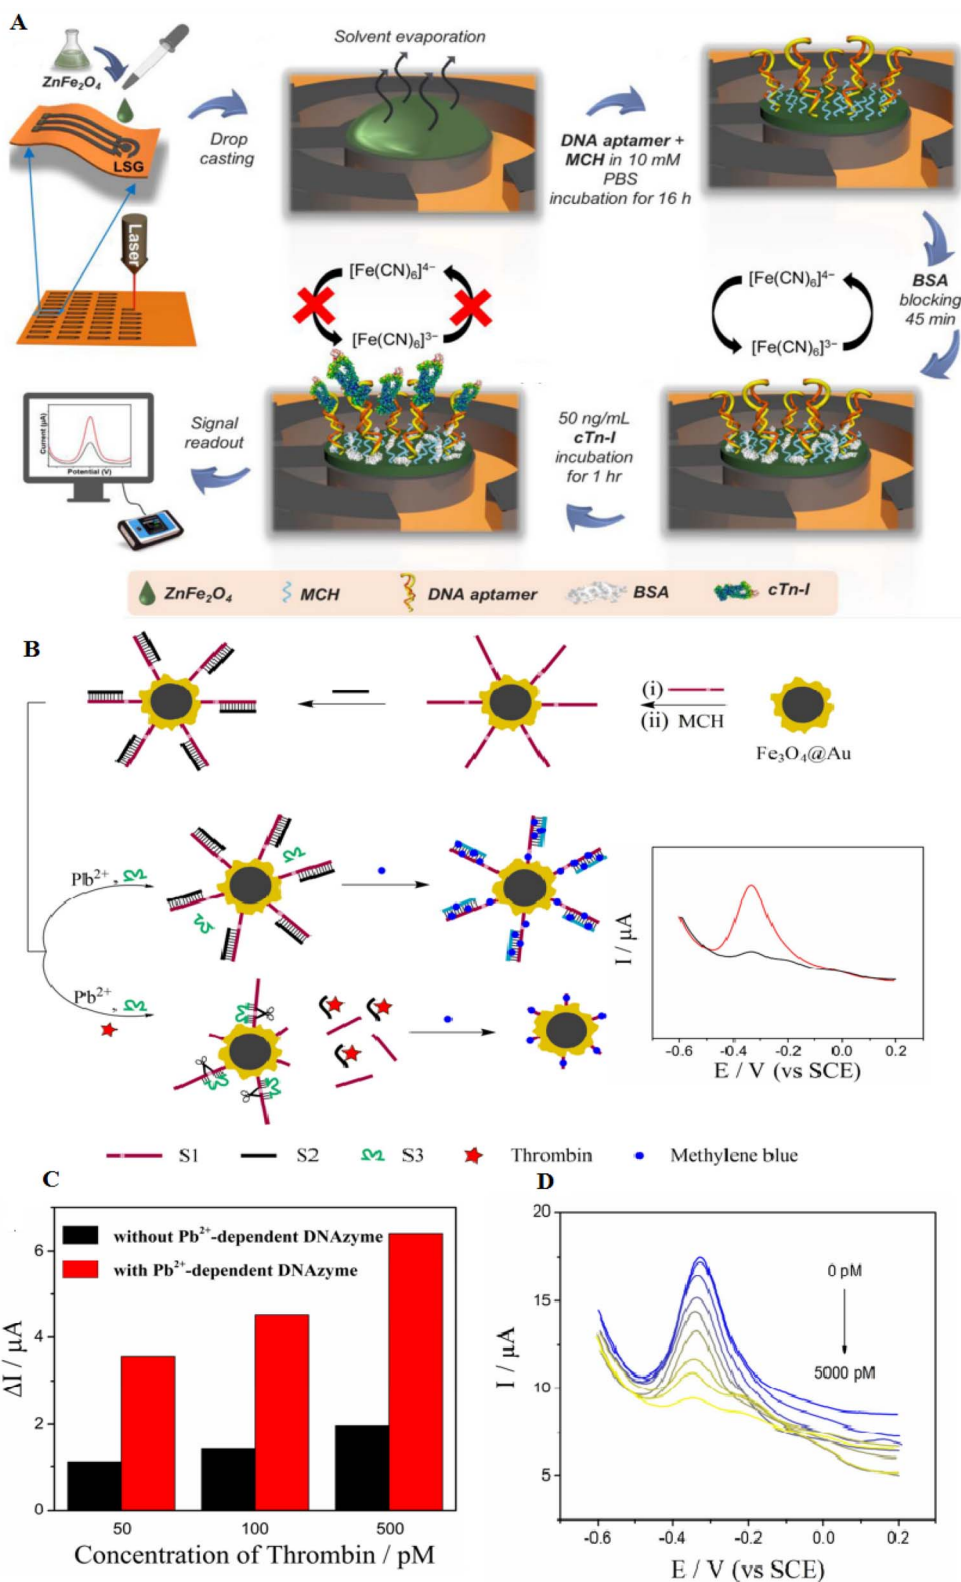 A
ZnFe₂O₄
LSG
Laser
Drop
casting
Solvent evaporation
DNA aptamer +
MCH in 10 mM
PBS
incubation for 16 h
BSA
blocking
45 min
[Fe(CN)₆]⁴⁻
[Fe(CN)₆]³⁻
[Fe(CN)₆]⁴⁻
[Fe(CN)₆]³⁻
50 ng/mL
cTn-I
incubation
for 1 hr
Signal
readout
Current (µA)
Potential (V)
ZnFe₂O₄ MCH DNA aptamer BSA cTn-I
B
(i)
(ii) MCH
Fe₃O₄@Au
Pb²⁺,
Pb²⁺,
I / µA
-0.6 -0.4 -0.2 0.0 0.2
E / V (vs SCE)
S1 S2 S3 Thrombin Methylene blue
C
without Pb²⁺-dependent DNAzyme
with Pb²⁺-dependent DNAzyme
ΔI / µA
6
4
2
0
50 100 500
Concentration of Thrombin / pM
D
I / µA
20
15
10
5
0 pM
5000 pM
-0.6 -0.4 -0.2 0.0 0.2
E / V (vs SCE)